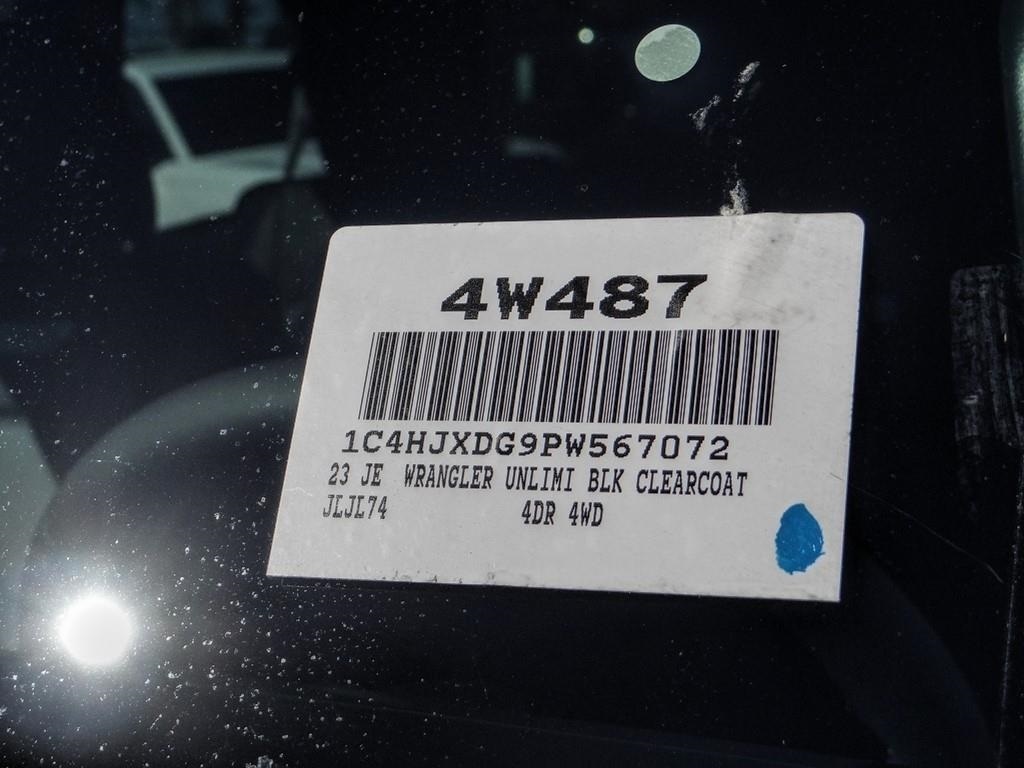 4W487
1C4HJXDG9PW567072
23 JE WRANGLER UNLIMI BLK CLEARCOAT
JLJL74 4DR 4WD